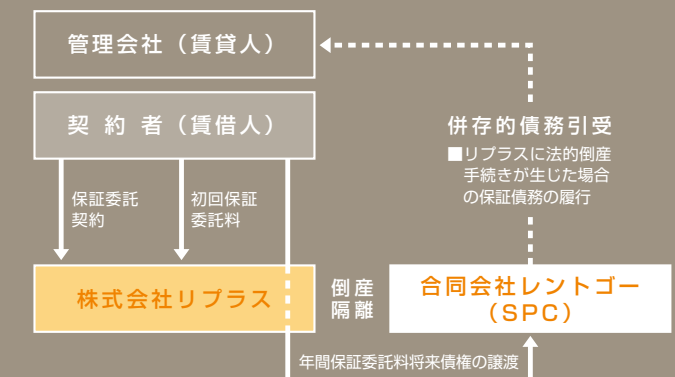 管理会社（賃貸人）
契約者（賃借人）
併存的債務引受
■リプラスに法的倒産
手続きが生じた場合
の保証債務の履行
保証委託
契約
初回保証
委託料
株式会社リプラス
倒産
隔離
合同会社レントゴー
（SPC）
年間保証委託料将来債権の譲渡